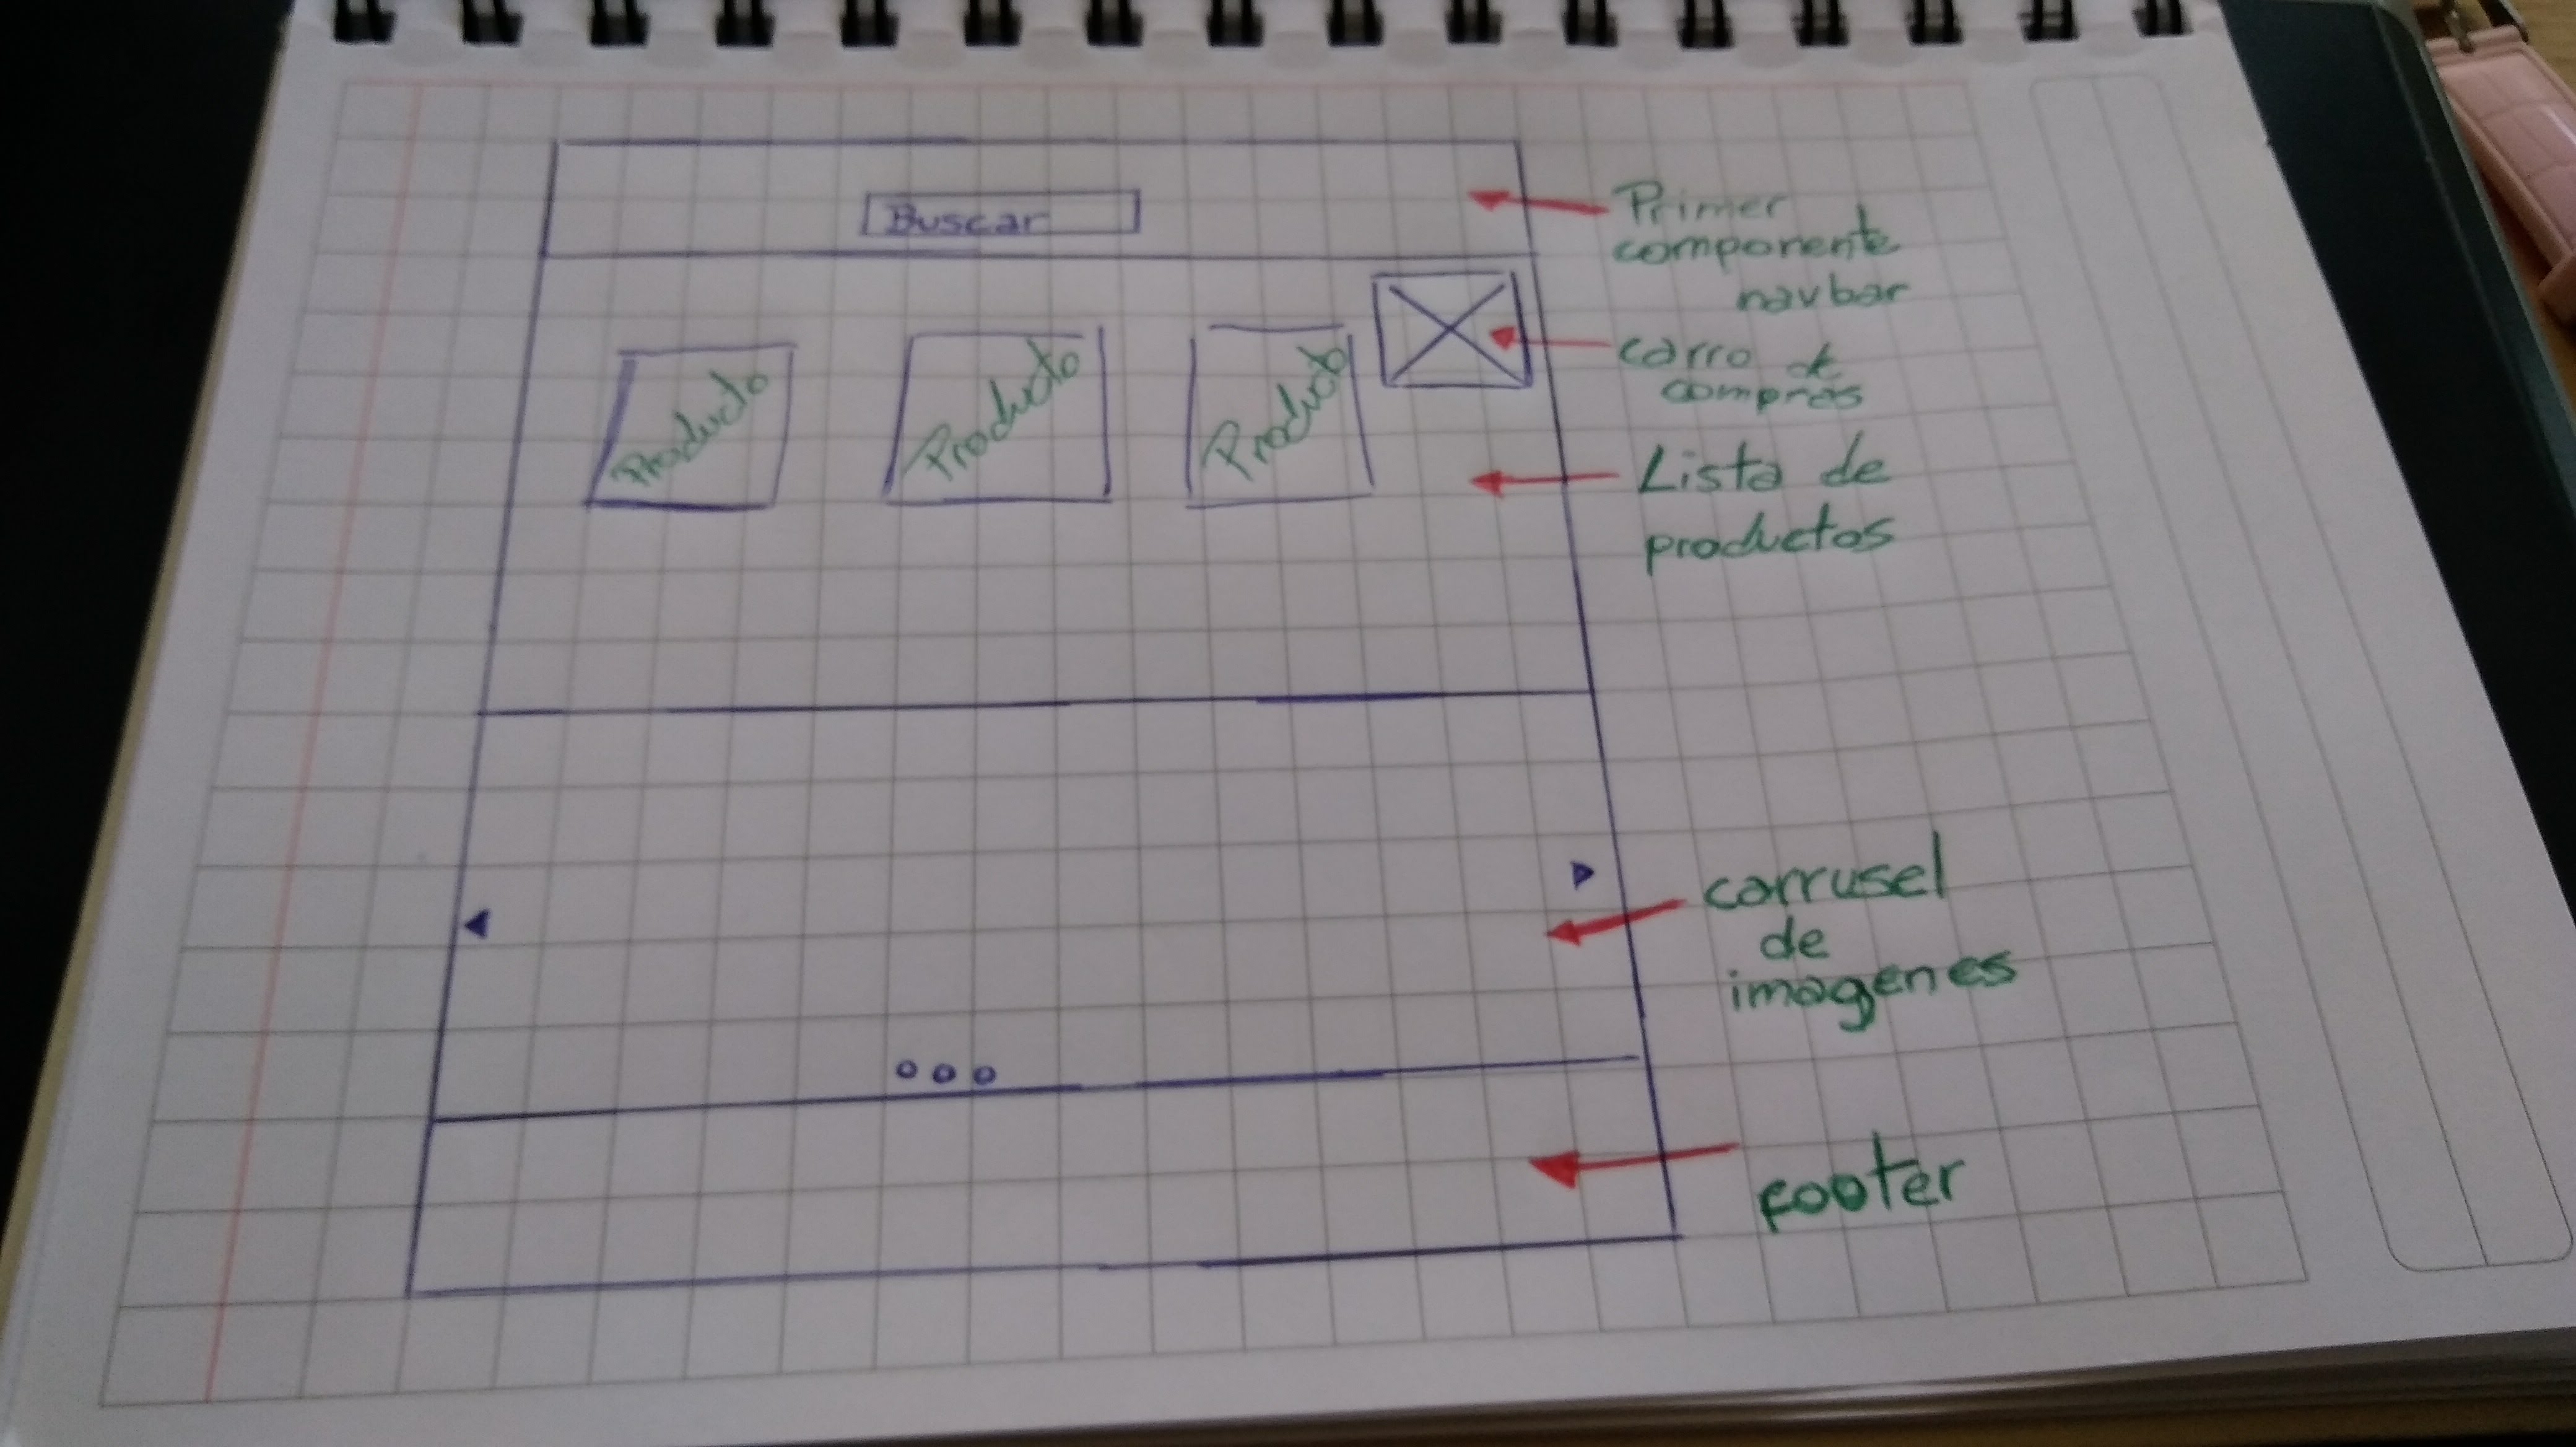 Buscar
Primer
componente
navbar
carro de
compras
Producto
Producto
Producto
Lista de
productos
carrusel
de
imagenes
footer